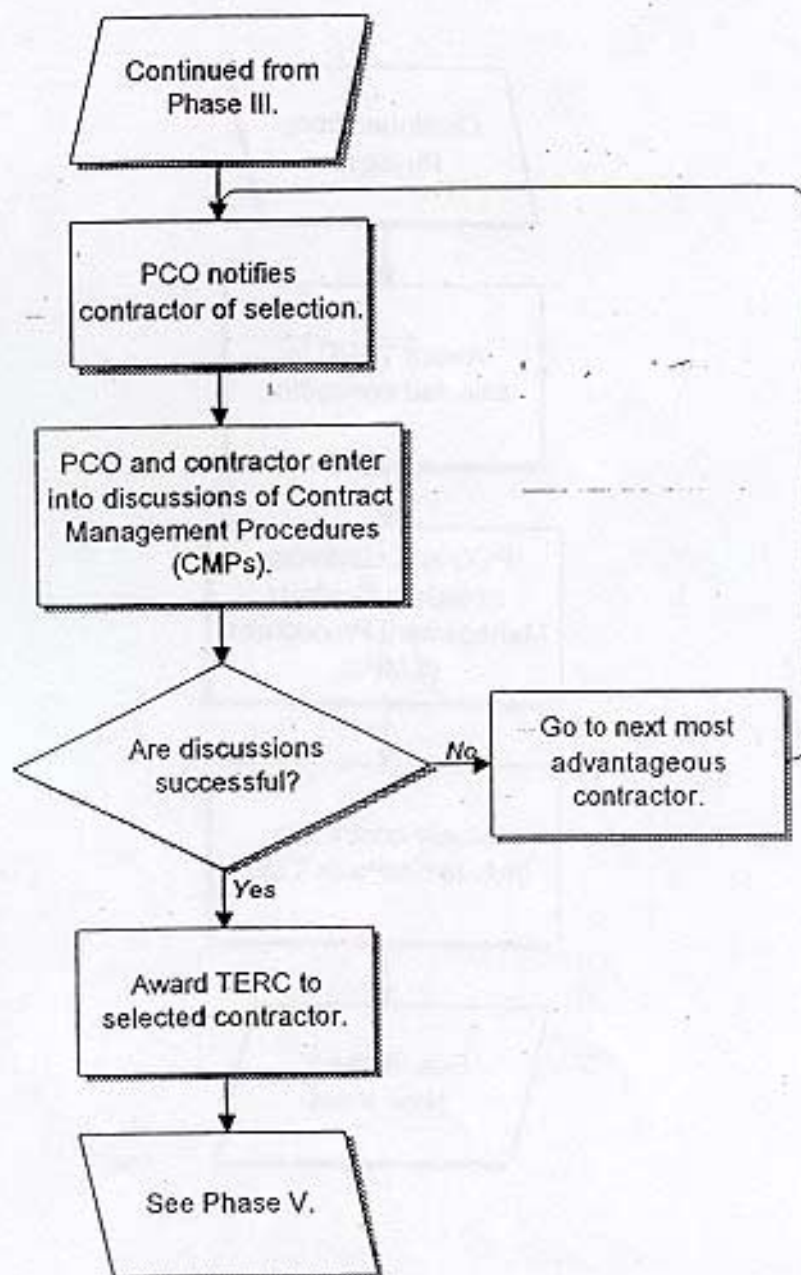 Continued from
Phase III.
PCO notifies
contractor of selection.
PCO and contractor enter
into discussions of Contract
Management Procedures
(CMPs).
Are discussions
successful?
No
Go to next most
advantageous
contractor.
Yes
Award TERC to
selected contractor.
See Phase V.